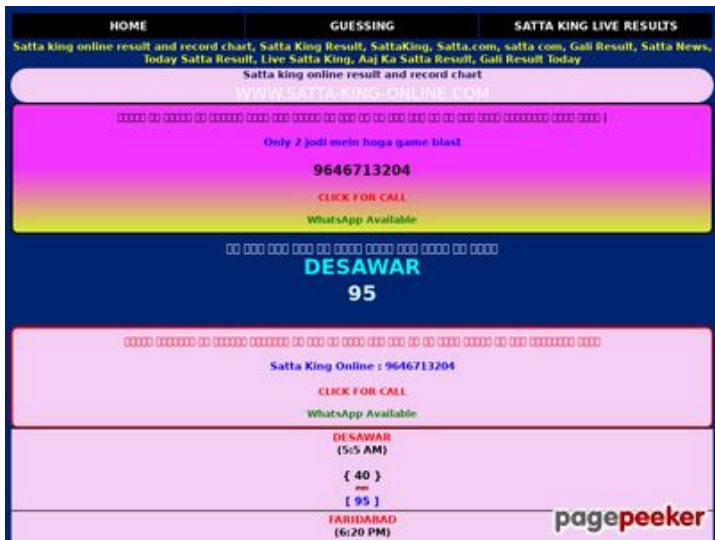 HOME GUESSING SATTA KING LIVE RESULTS
Satta king online result and record chart, Satta King Result, SattaKing, Satta.com, satta com, Gali Result, Satta News,
Today Satta Result, Live Satta King, Aaj Ka Satta Result, Gali Result Today
Satta king online result and record chart
WWW.SATTA-KING-ONLINE.COM
Only 2 jodi mein hoga game blast
9646713204
CLICK FOR CALL
WhatsApp Available
DESAWAR
95
Satta King Online : 9646713204
CLICK FOR CALL
WhatsApp Available
DESAWAR
(5:5 AM)
{ 40 }
[ 95 ]
FARIDABAD
(6:20 PM)
pagepeeker